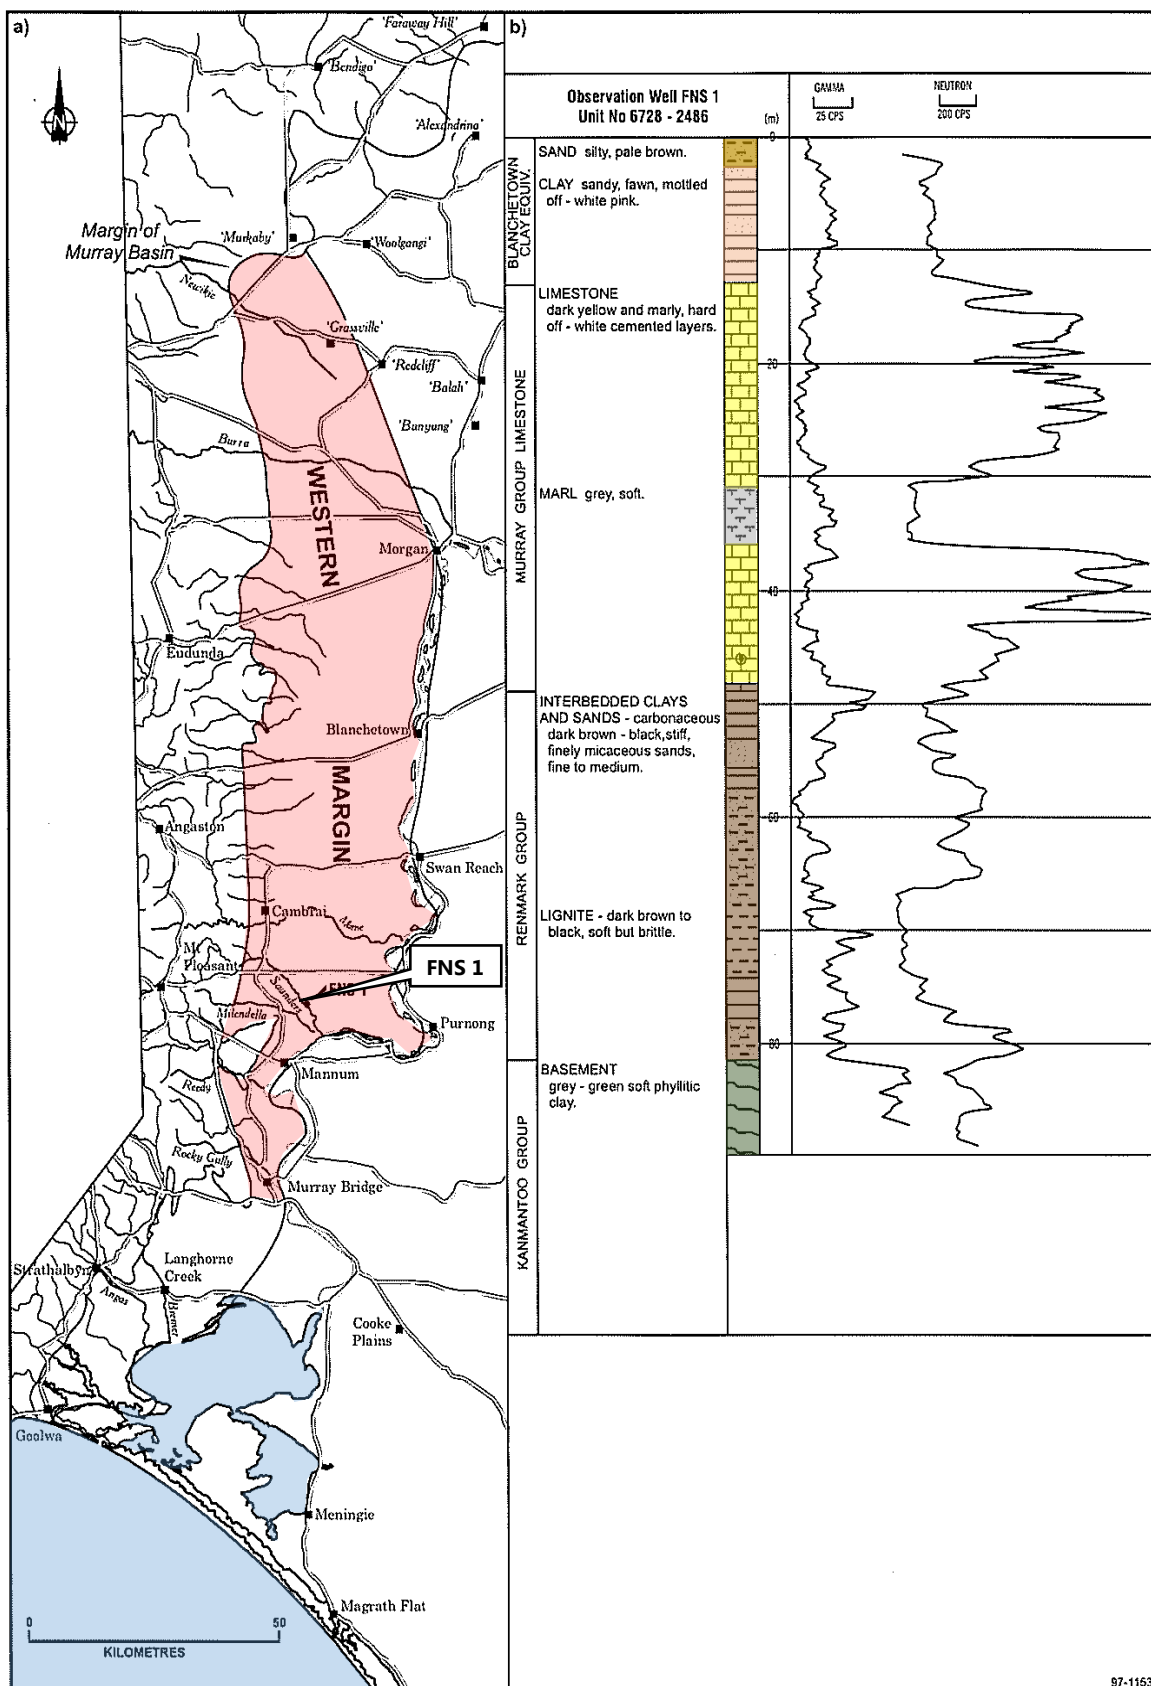 a)
'Faraway Hill'
'Bendigo'
'Alexandrina'
N
'Murkaby'
'Woolgangi'
Margin of
Murray Basin
Newikie
'Grassville'
'Redcliff'
'Balah'
'Bunyung'
Burra
WESTERN
MARGIN
Morgan
Eudunda
Blanchetown
Angaston
Swan Reach
Cambrai
Marne
Mt
Pleasant
FNS 1
Saunders
FNS 1
Milendella
Purnong
Mannum
Reedy
Rocky Gully
Murray Bridge
Langhorne
Creek
Strathalbyn
Angas
Bremer
Cooke
Plains
Goolwa
Meningie
Magrath Flat
0 50
KILOMETRES
b)
Observation Well FNS 1
Unit No 6728 - 2486
(m)
GAMMA
25 CPS
NEUTRON
200 CPS
0
20
40
60
80
BLANCHETOWN
CLAY EQUIV.
SAND silty, pale brown.
CLAY sandy, fawn, mottled
off - white pink.
MURRAY GROUP LIMESTONE
LIMESTONE
dark yellow and marly, hard
off - white cemented layers.
MARL grey, soft.
RENMARK GROUP
INTERBEDDED CLAYS
AND SANDS - carbonaceous
dark brown - black,stiff,
finely micaceous sands,
fine to medium.
LIGNITE - dark brown to
black, soft but brittle.
KANMANTOO GROUP
BASEMENT
grey - green soft phyllitic
clay.
97-1153